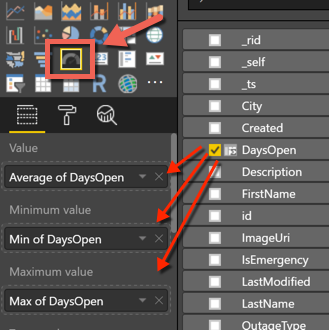 123
R
...
Value
Average of DaysOpen
Minimum value
Min of DaysOpen
Maximum value
Max of DaysOpen
_rid
_self
_ts
City
Created
DaysOpen
Description
FirstName
id
ImageUri
IsEmergency
LastModified
LastName
OutageType